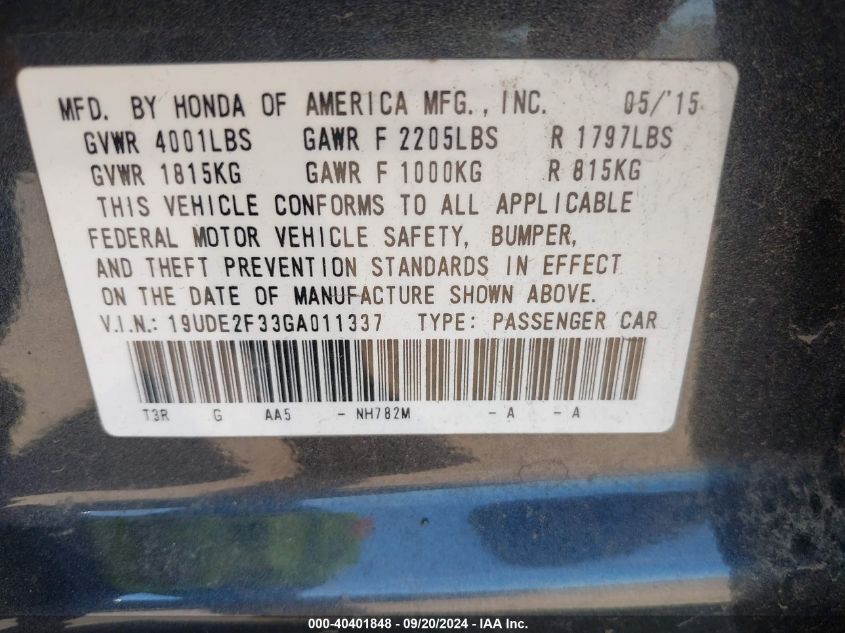 MFD. BY HONDA OF AMERICA MFG., INC. 05/'15
GVWR 4001LBS GAWR F 2205LBS R 1797LBS
GVWR 1815KG GAWR F 1000KG R 815KG
THIS VEHICLE CONFORMS TO ALL APPLICABLE
FEDERAL MOTOR VEHICLE SAFETY, BUMPER,
AND THEFT PREVENTION STANDARDS IN EFFECT
ON THE DATE OF MANUFACTURE SHOWN ABOVE.
V.I.N.: 19UDE2F33GA011337 TYPE: PASSENGER CAR
T3R G AA5 - NH782M - A - A
000-40401848 - 09/20/2024 - IAA Inc.